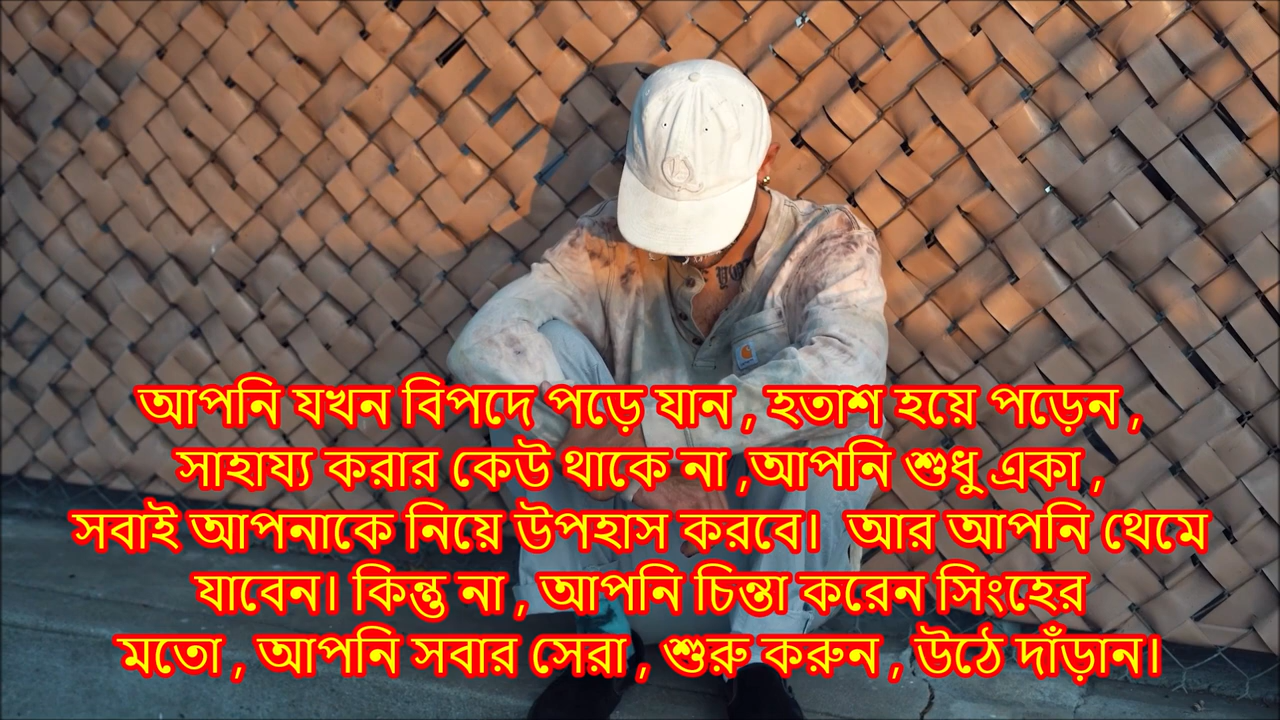 আপনি যখন বিপদে পড়ে যান , হতাশ হয়ে পড়েন ,
সাহায্য করার কেউ থাকে না ,আপনি শুধু একা ,
সবাই আপনাকে নিয়ে উপহাস করবে। আর আপনি থেমে
যাবেন। কিন্তু না , আপনি চিন্তা করেন সিংহের
মতো , আপনি সবার সেরা , শুরু করুন , উঠে দাঁড়ান।